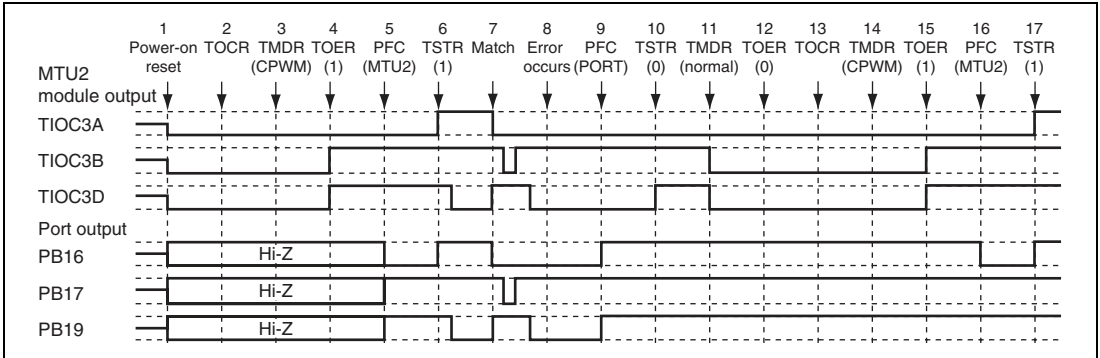 1 2 3 4 5 6 7 8 9 10 11 12 13 14 15 16 17
Power-on TOCR TMDR TOER PFC TSTR Match Error PFC TSTR TMDR TOER TOCR TMDR TOER PFC TSTR
reset (CPWM) (1) (MTU2) (1) occurs (PORT) (0) (normal) (0) (CPWM) (1) (MTU2) (1)
MTU2
module output
TIOC3A
TIOC3B
TIOC3D
Port output
PB16 Hi-Z
PB17 Hi-Z
PB19 Hi-Z